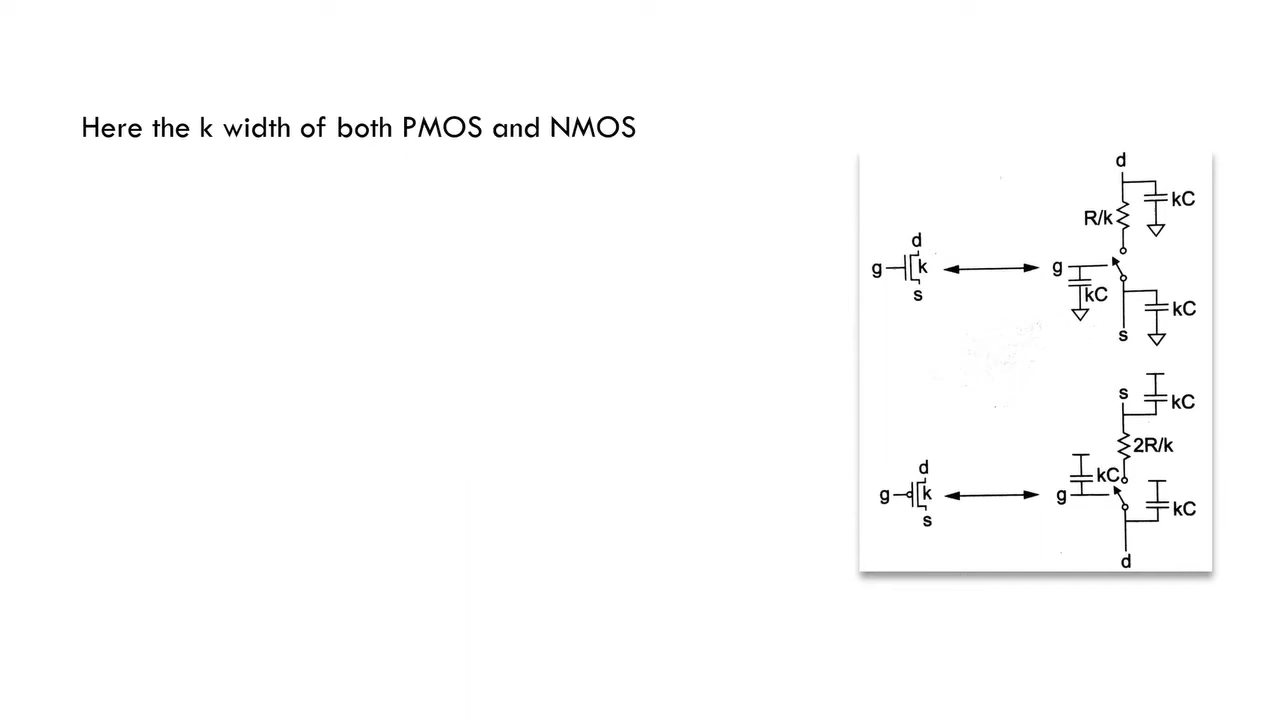 Here the k width of both PMOS and NMOS
d
kC
R/k
d
g
k
s
g
kC
kC
s
s
kC
2R/k
d
g
k
s
kC
g
kC
d